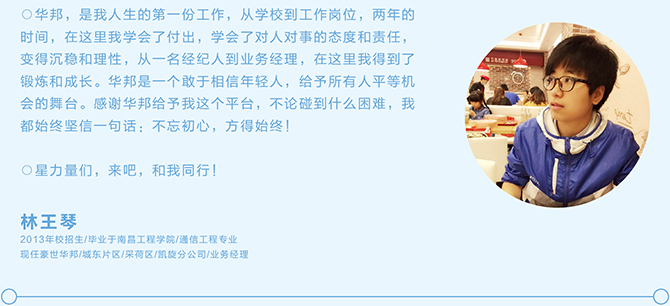 ○华邦，是我人生的第一份工作，从学校到工作岗位，两年的
时间，在这里我学会了付出，学会了对人对事的态度和责任，
变得沉稳和理性，从一名经纪人到业务经理，在这里我得到了
锻炼和成长。华邦是一个敢于相信年轻人，给予所有人平等机
会的舞台。感谢华邦给予我这个平台，不论碰到什么困难，我
都始终坚信一句话：不忘初心，方得始终！
○星力量们，来吧，和我同行！
林王琴
2013年校招生/毕业于南昌工程学院/通信工程专业
现任豪世华邦/城东片区/采荷区/凯旋分公司/业务经理